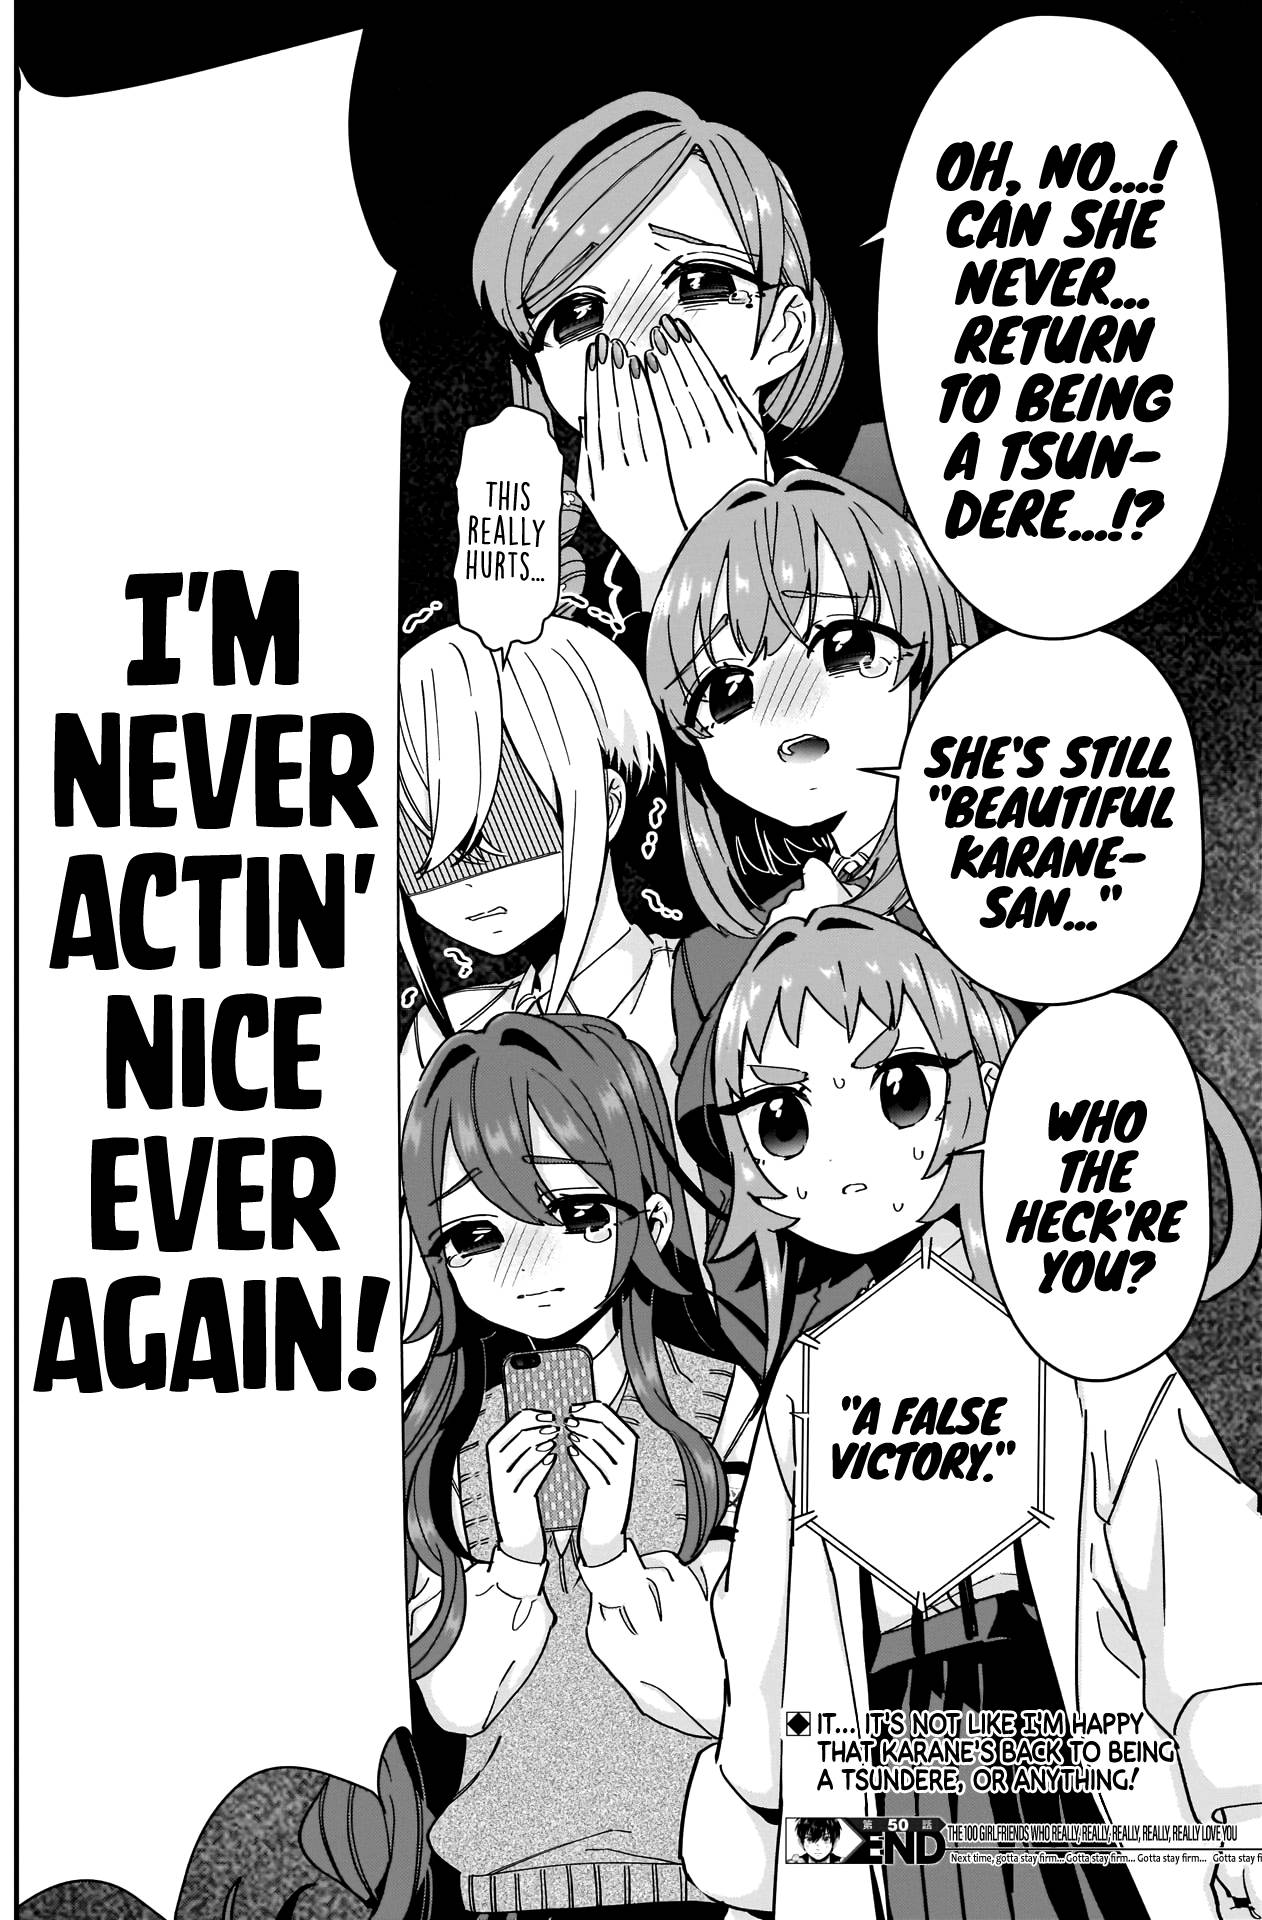 OH, NO...!
CAN SHE
NEVER...
RETURN
TO BEING
A TSUN-
DERE...!?
THIS
REALLY
HURTS...
SHE'S STILL
"BEAUTIFUL
KARANE-
SAN..."
WHO
THE
HECK'RE
YOU?
"A FALSE
VICTORY."
I'M
NEVER
ACTIN'
NICE
EVER
AGAIN!
IT... IT'S NOT LIKE I'M HAPPY
THAT KARANE'S BACK TO BEING
A TSUNDERE, OR ANYTHING!
第 50 話
END
THE 100 GIRLFRIENDS WHO REALLY, REALLY, REALLY, REALLY, REALLY LOVE YOU
Next time, gotta stay firm... Gotta stay firm... Gotta stay firm... Gotta stay fi